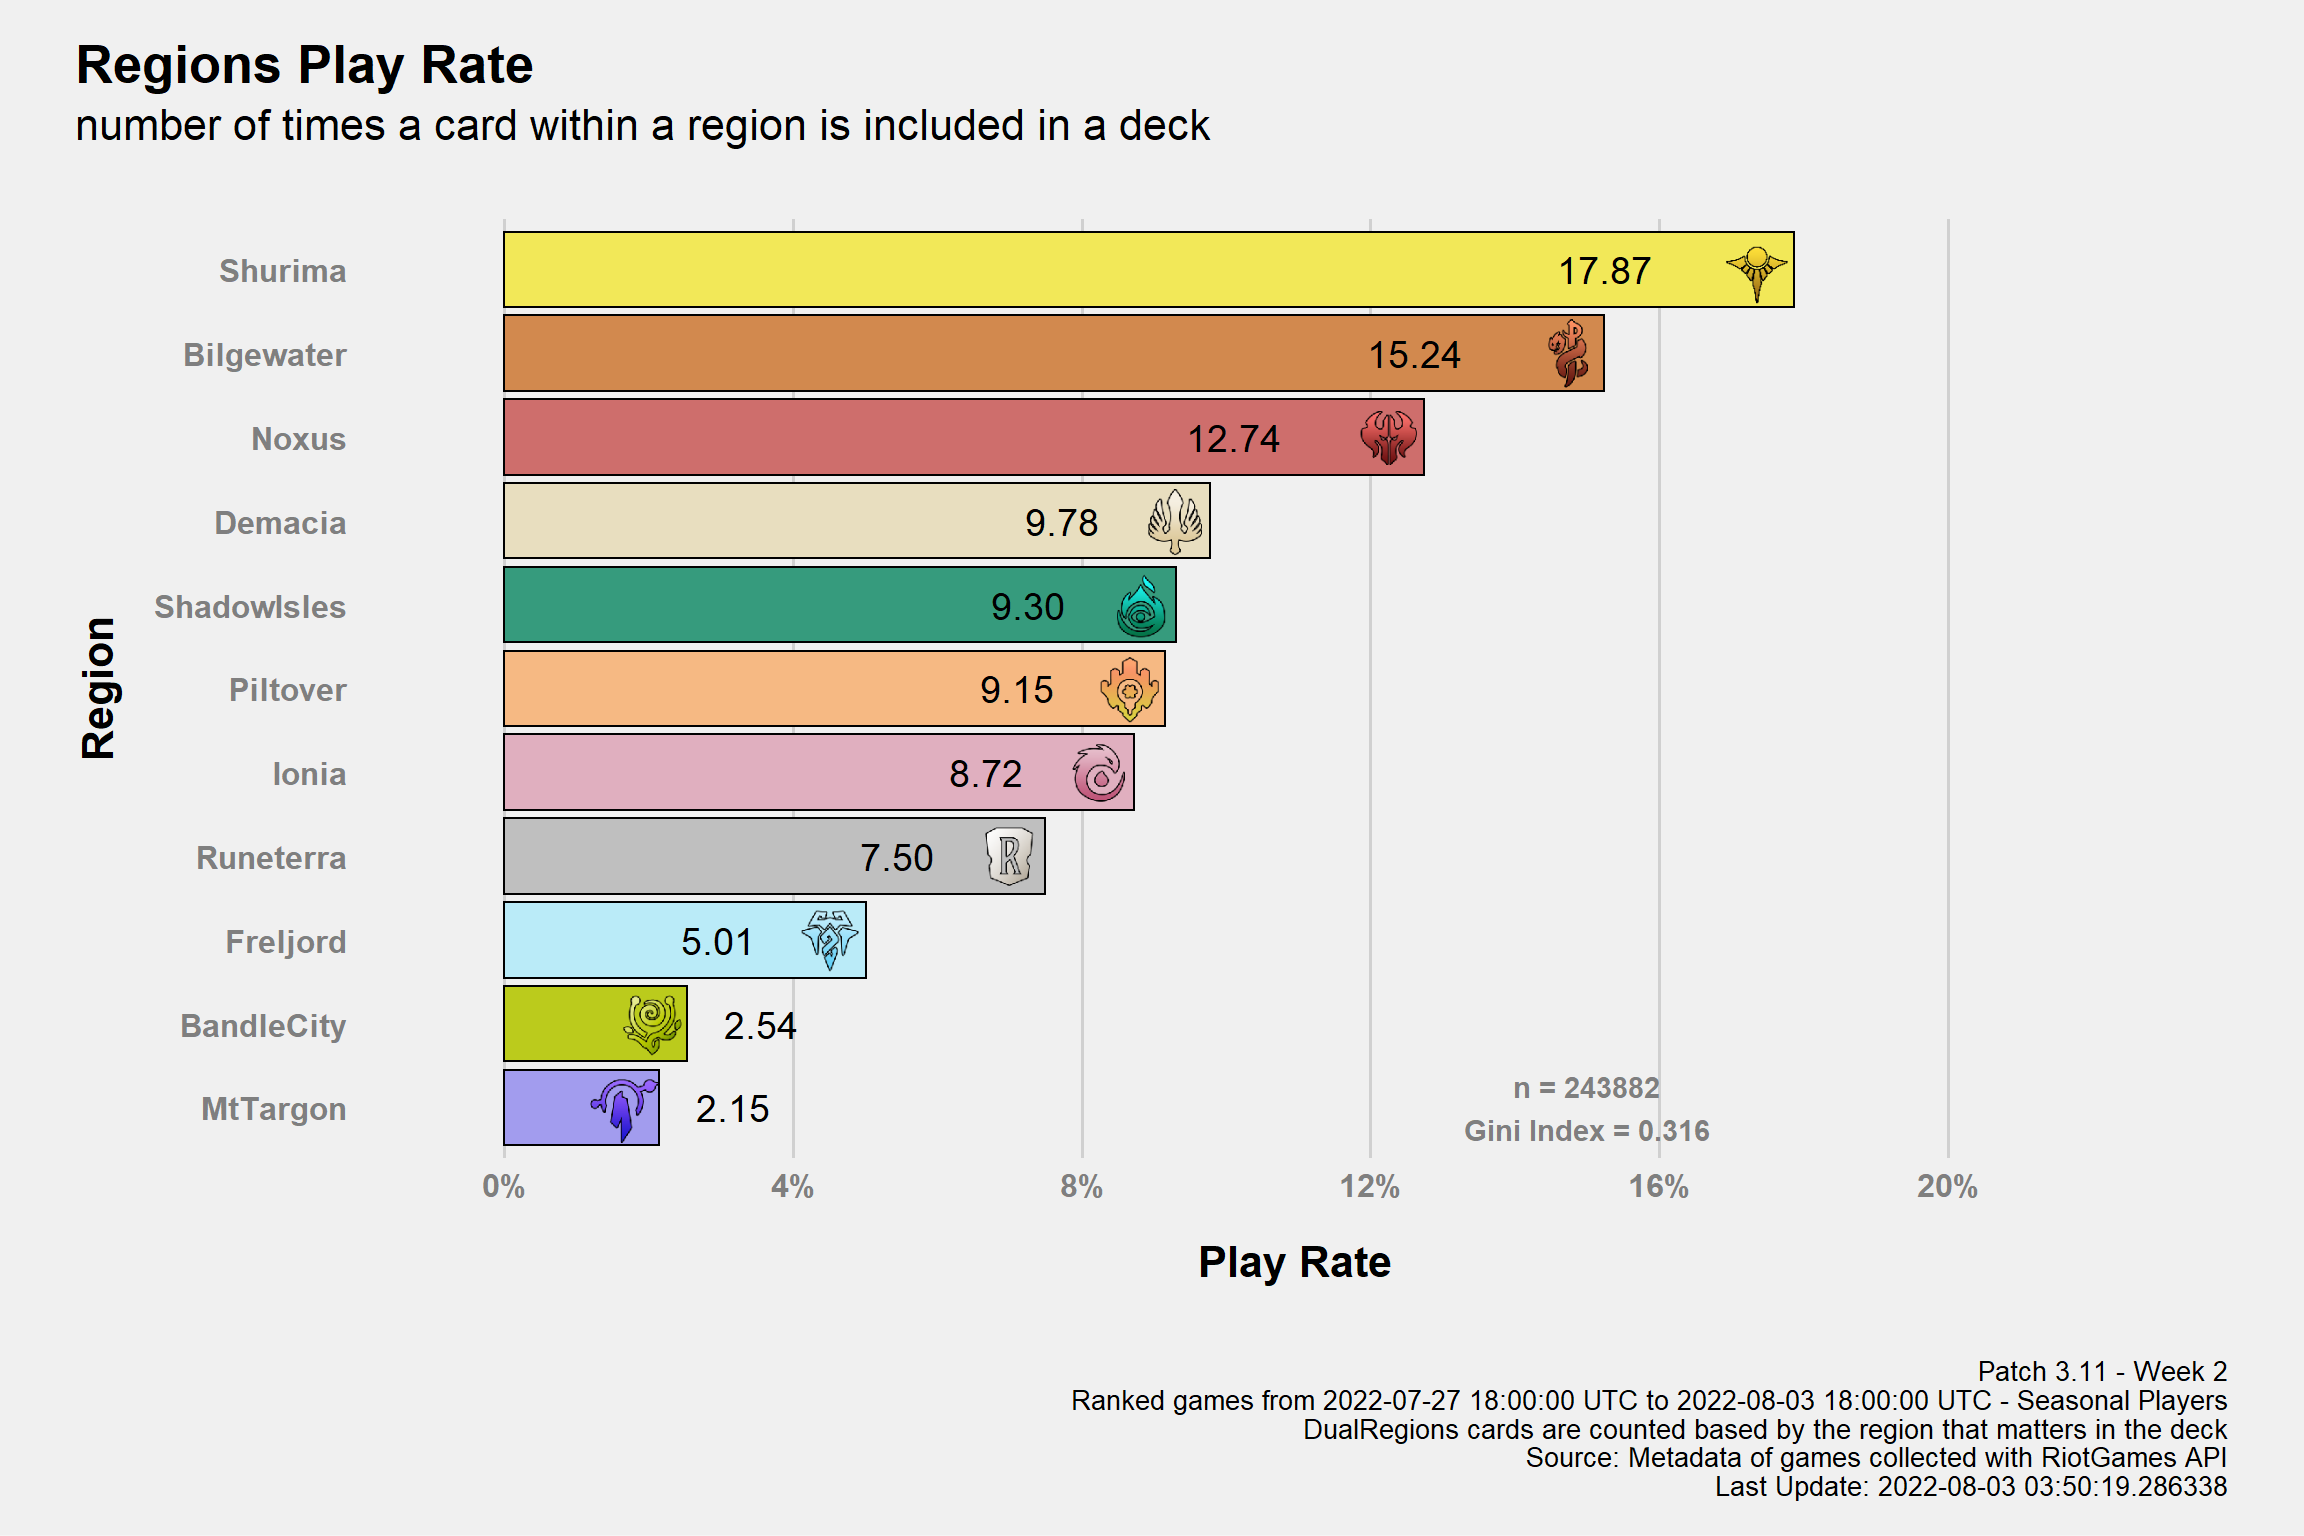 Regions Play Rate
number of times a card within a region is included in a deck
Shurima
17.87
Bilgewater
15.24
Noxus
12.74
Demacia
9.78
ShadowIsles
9.30
Piltover
9.15
Ionia
8.72
Runeterra
7.50
R
Freljord
5.01
BandleCity
2.54
MtTargon
2.15
Region
n = 243882
Gini Index = 0.316
0% 4% 8% 12% 16% 20%
Play Rate
Patch 3.11 - Week 2
Ranked games from 2022-07-27 18:00:00 UTC to 2022-08-03 18:00:00 UTC - Seasonal Players
DualRegions cards are counted based by the region that matters in the deck
Source: Metadata of games collected with RiotGames API
Last Update: 2022-08-03 03:50:19.286338